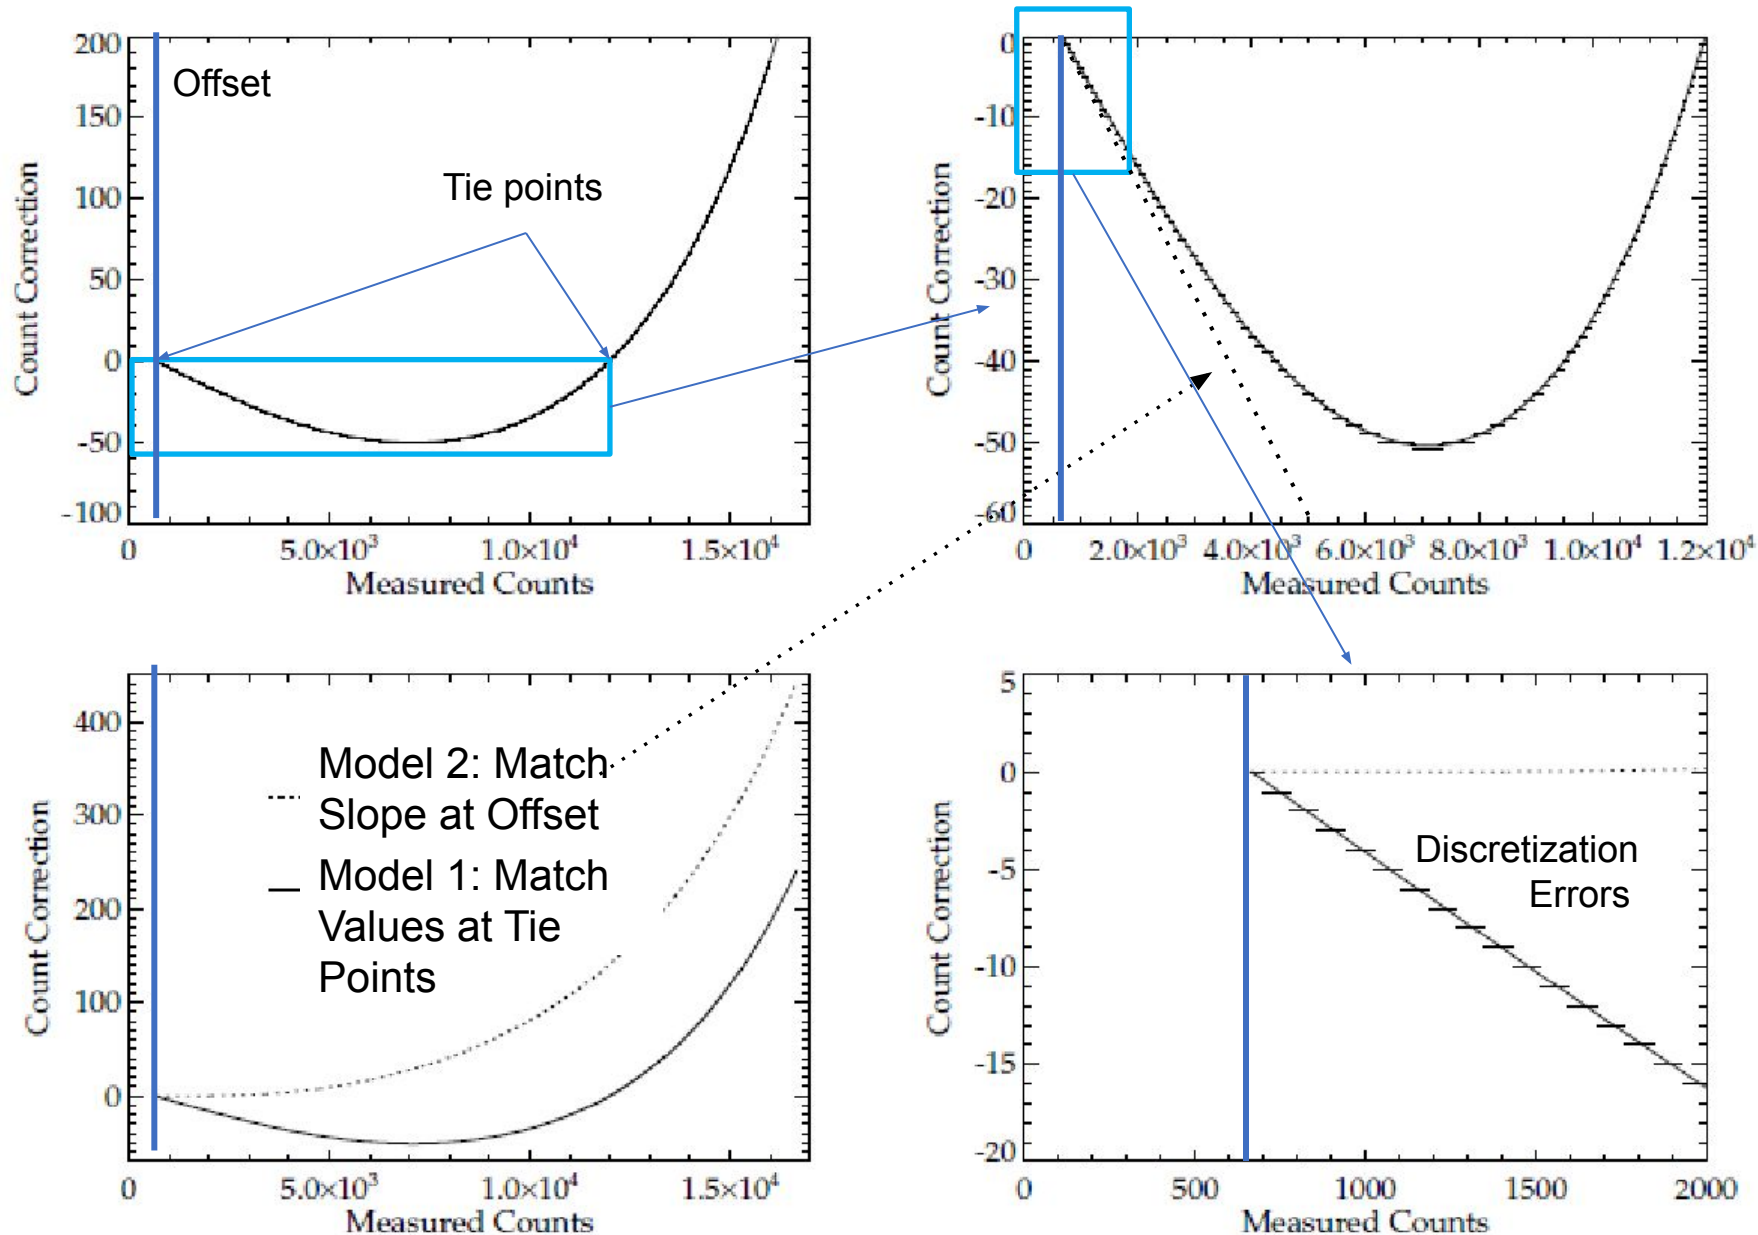 200
150
100
50
0
-50
-100
Count Correction
Offset
Tie points
0
5.0×10³
1.0×10⁴
1.5×10⁴
Measured Counts
0
-10
-20
-30
-40
-50
-60
Count Correction
0
2.0×10³
4.0×10³
6.0×10³
8.0×10³
1.0×10⁴
1.2×10⁴
Measured Counts
400
300
200
100
0
Count Correction
Model 2: Match
Slope at Offset
Model 1: Match
Values at Tie
Points
0
5.0×10³
1.0×10⁴
1.5×10⁴
Measured Counts
5
0
-5
-10
-15
-20
Count Correction
Discretization
Errors
0
500
1000
1500
2000
Measured Counts